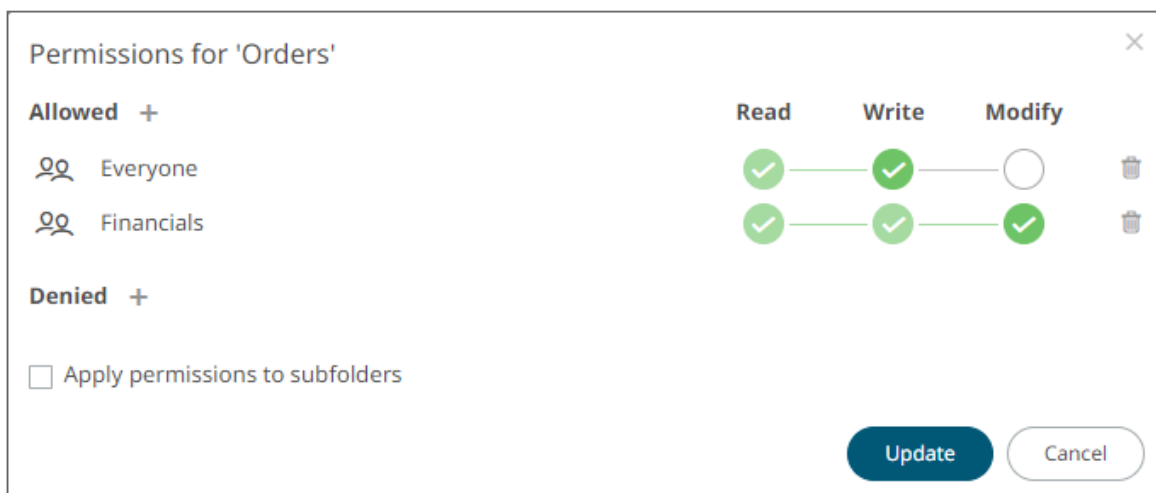 Permissions for 'Orders'
Allowed + Read Write Modify
Everyone
Financials
Denied +
Apply permissions to subfolders
Update Cancel